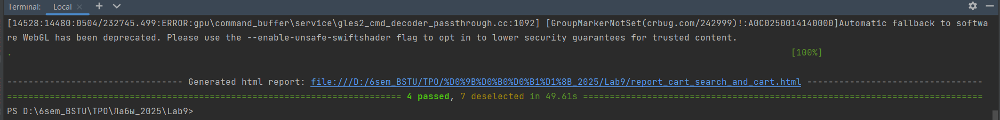 Terminal: Local
[14528:14480:0504/232745.499:ERROR:gpu\command_buffer\service\gles2_cmd_decoder_passthrough.cc:1092] [GroupMarkerNotSet(crbug.com/242999)!:A0C0250014140000]Automatic fallback to softwa
re WebGL has been deprecated. Please use the --enable-unsafe-swiftshader flag to opt in to lower security guarantees for trusted content.
. [100%]
--------------------------------- Generated html report: file:///D:/6sem_BSTU/TPO/%D0%9B%D0%B0%D0%B1%D1%8B_2025/Lab9/report_cart_search_and_cart.html ---------------------------------
========================================================================== 4 passed, 7 deselected in 49.61s ===========================================================================
PS D:\6sem_BSTU\TPO\Лабы_2025\Lab9>